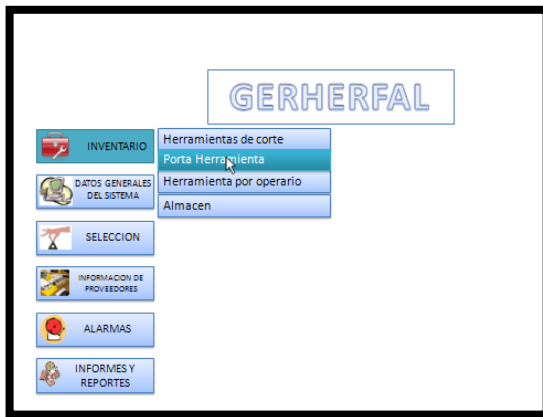 GERHERFAL
INVENTARIO
Herramientas de corte
Porta Herramienta
Herramienta por operario
Almacen
DATOS GENERALES
DEL SISTEMA
SELECCION
INFORMACION DE
PROVEEDORES
ALARMAS
INFORMES Y
REPORTES